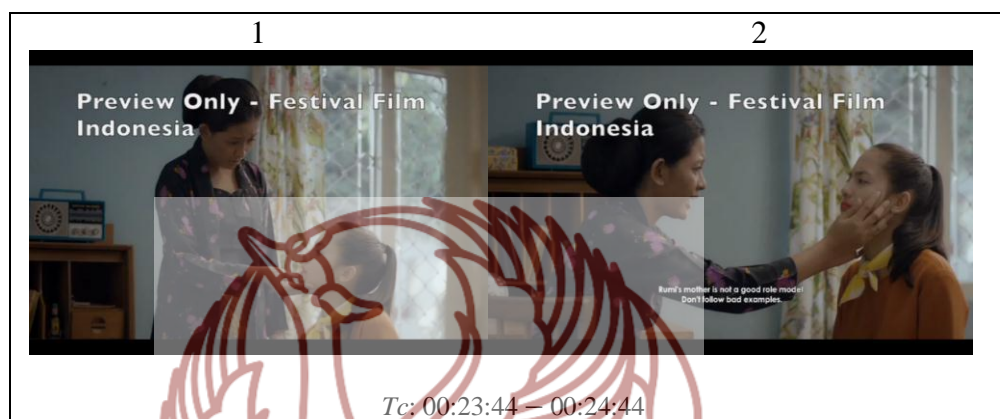 1
2
Preview Only - Festival Film
Indonesia
Preview Only - Festival Film
Indonesia
Rumi's mother is not a good role model
Don't follow bad examples.
Tc: 00:23:44 – 00:24:44